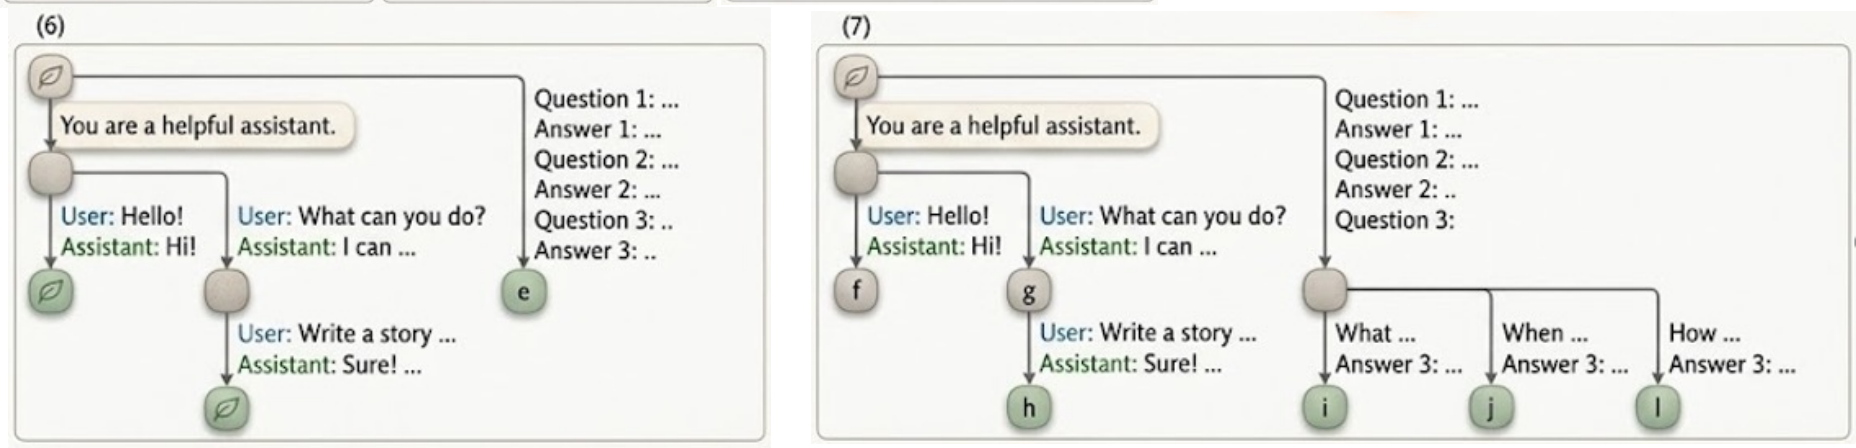 (6)
You are a helpful assistant.
Question 1: ...
Answer 1: ...
Question 2: ...
Answer 2: ...
Question 3: ..
Answer 3: ..
User: Hello!
Assistant: Hi!
User: What can you do?
Assistant: I can ...
e
User: Write a story ...
Assistant: Sure! ...
(7)
You are a helpful assistant.
Question 1: ...
Answer 1: ...
Question 2: ...
Answer 2: ..
Question 3:
User: Hello!
Assistant: Hi!
User: What can you do?
Assistant: I can ...
f
g
User: Write a story ...
Assistant: Sure! ...
What ...
Answer 3: ...
When ...
Answer 3: ...
How ...
Answer 3: ...
h
i
j
l